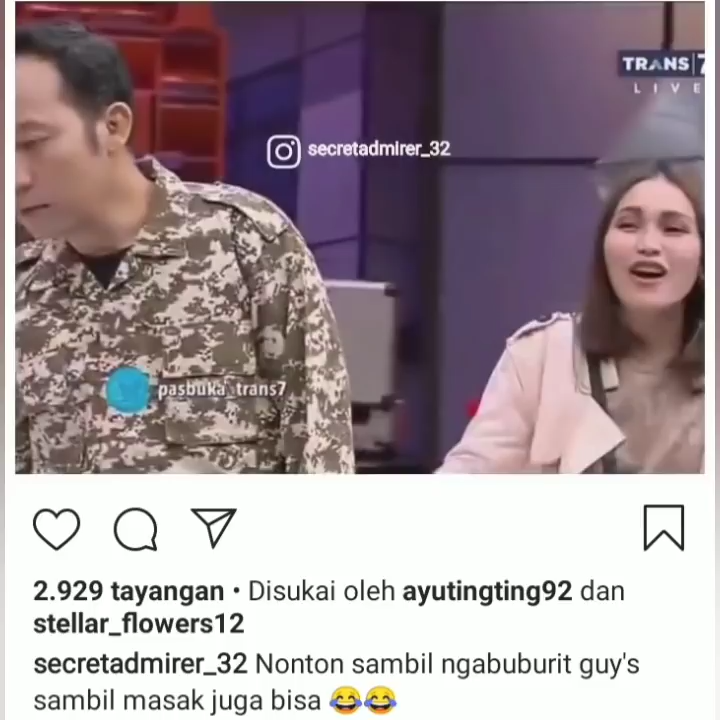 TRANS|7
LIVE
secretadmirer_32
pasbuka_trans7
2.929 tayangan • Disukai oleh ayutingting92 dan
stellar_flowers12
secretadmirer_32 Nonton sambil ngabuburit guy's
sambil masak juga bisa 😂😂